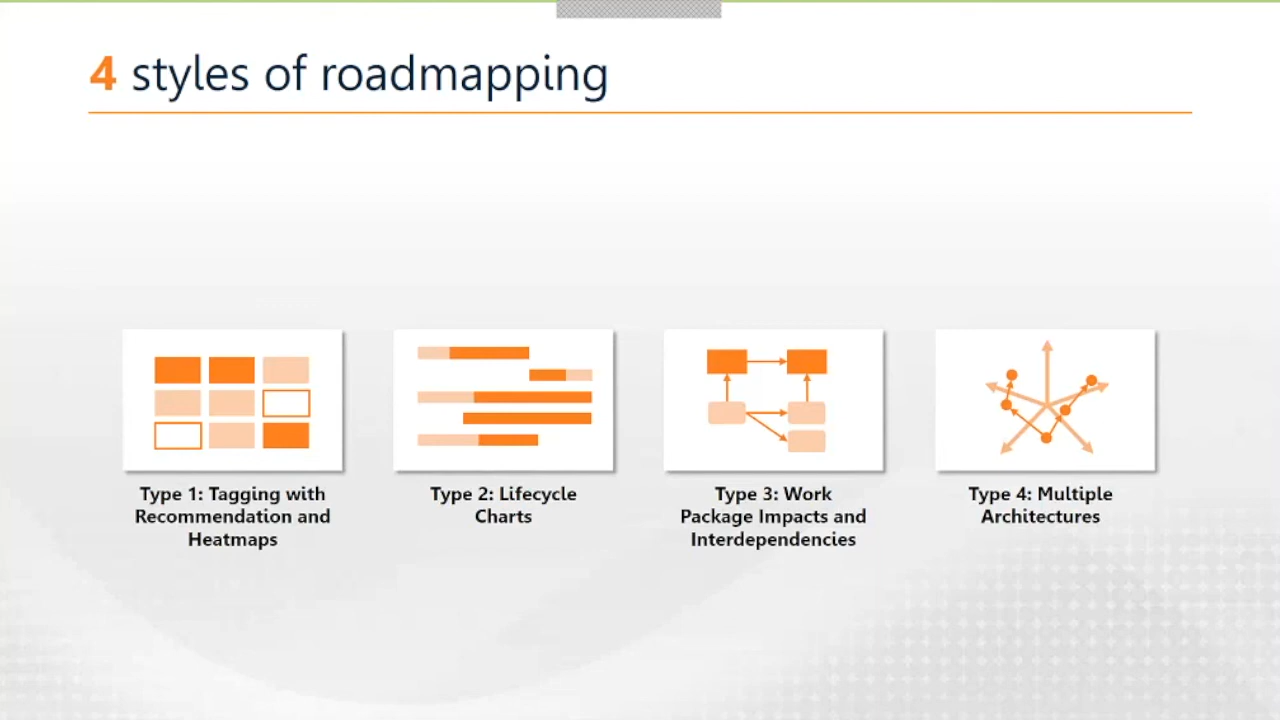 4 styles of roadmapping
Type 1: Tagging with
Recommendation and
Heatmaps
Type 2: Lifecycle
Charts
Type 3: Work
Package Impacts and
Interdependencies
Type 4: Multiple
Architectures